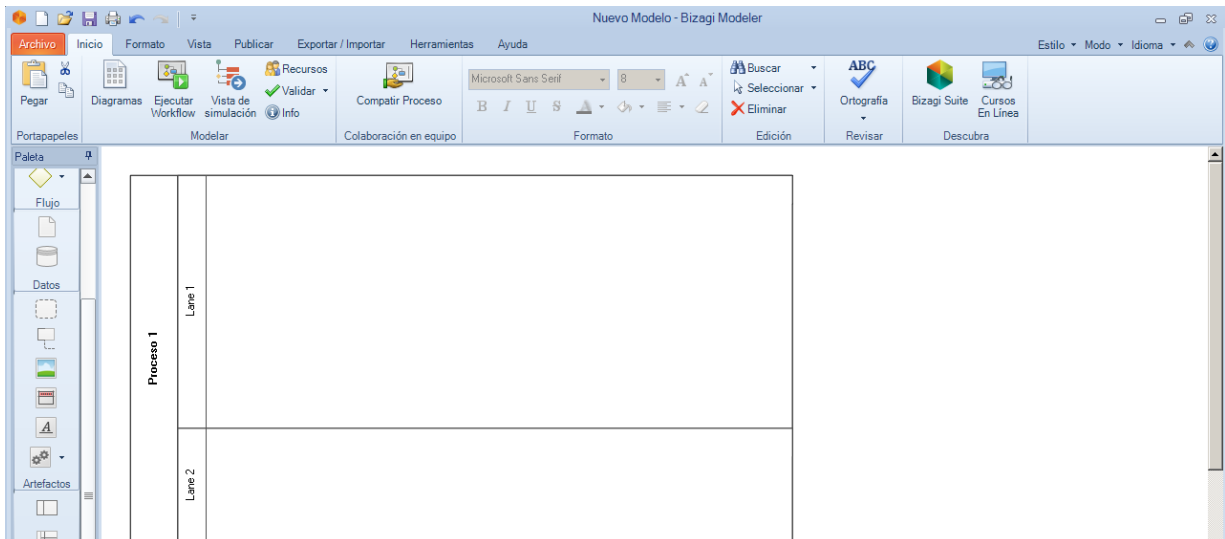 Nuevo Modelo - Bizagi Modeler
Archivo Inicio Formato Vista Publicar Exportar / Importar Herramientas Ayuda Estilo Modo Idioma
Pegar
Portapapeles
Diagramas
Ejecutar Workflow
Vista de simulación
Recursos
Validar
Info
Modelar
Compatir Proceso
Colaboración en equipo
Microsoft Sans Serif 8 A A
B I U S A
Formato
Buscar
Seleccionar
Eliminar
Edición
ABC
Ortografía
Revisar
Bizagi Suite
Cursos En Línea
Descubra
Paleta
Flujo
Datos
A
Artefactos
Proceso 1
Lane 1
Lane 2